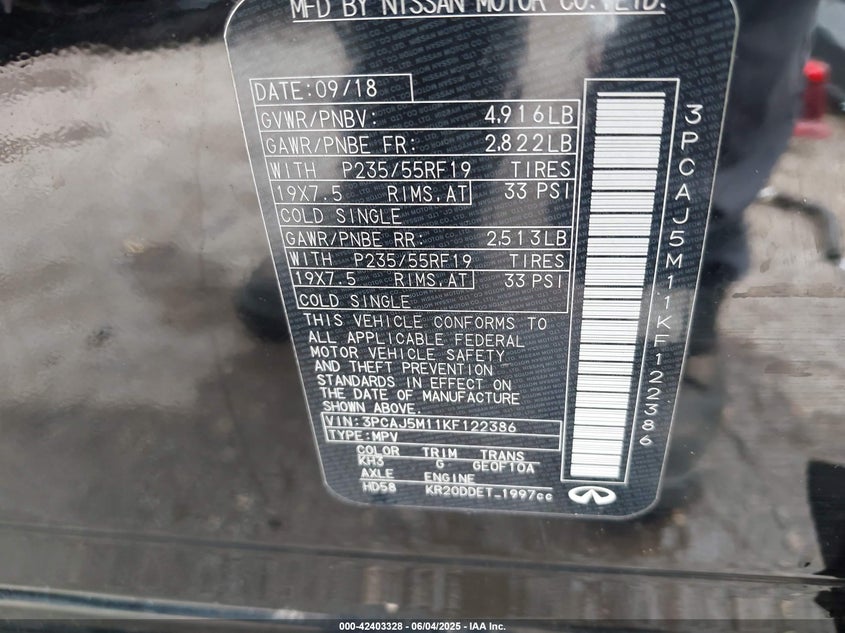 MFD BY NISSAN MOTOR CO., LTD.
DATE:09/18
GVWR/PNBV: 4,916LB
GAWR/PNBE FR: 2,822LB
WITH P235/55RF19 TIRES
19X7.5 RIMS,AT 33 PSI
COLD SINGLE
GAWR/PNBE RR: 2,513LB
WITH P235/55RF19 TIRES
19X7.5 RIMS,AT 33 PSI
COLD SINGLE
THIS VEHICLE CONFORMS TO
ALL APPLICABLE FEDERAL
MOTOR VEHICLE SAFETY
AND THEFT PREVENTION
STANDARDS IN EFFECT ON
THE DATE OF MANUFACTURE
SHOWN ABOVE.
VIN:3PCAJ5M11KF122386
TYPE:MPV
COLOR TRIM TRANS
KH3 G GE0F10A
AXLE ENGINE
HD58 KR20DDET_1997cc
3PCAJ5M11KF122386
000-42403328 - 06/04/2025 - IAA Inc.